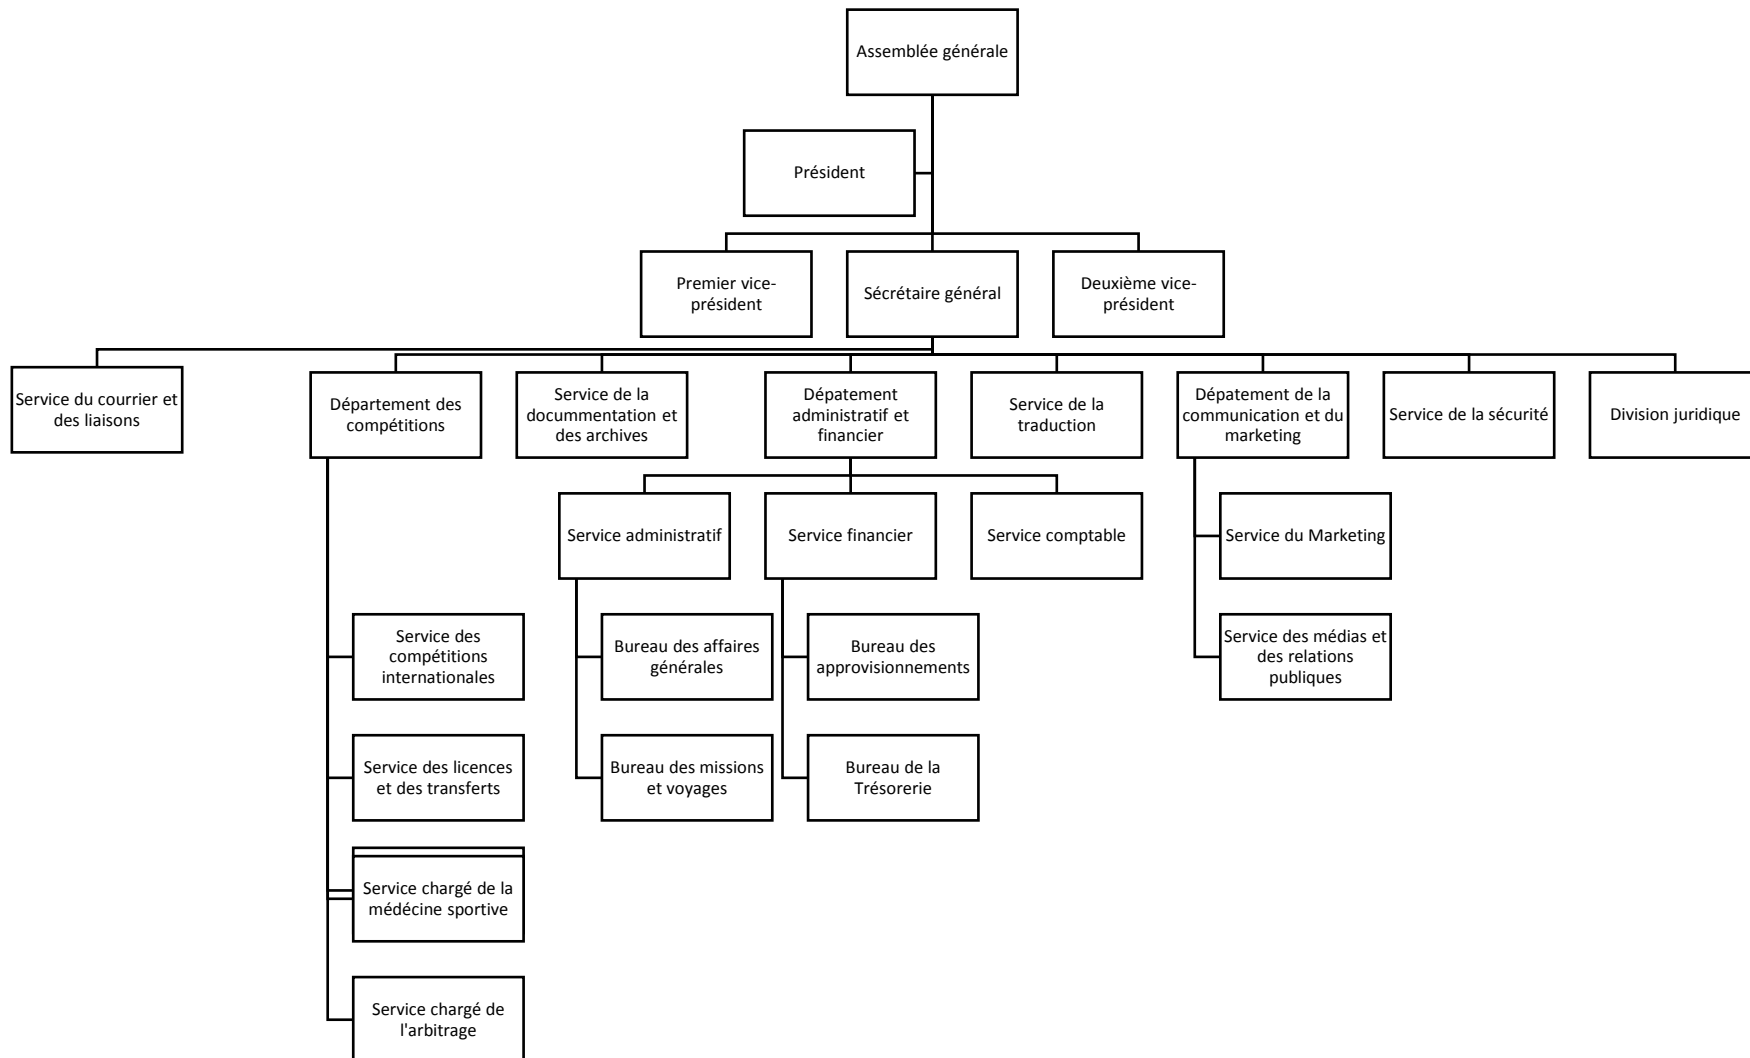 Assemblée générale
Président
Premier vice-
président
Sécrétaire général
Deuxième vice-
président
Service du courrier et
des liaisons
Département des
compétitions
Service de la
docummentation et
des archives
Dépatement
administratif et
financier
Service de la
traduction
Dépatement de la
communication et du
marketing
Service de la sécurité
Division juridique
Service administratif
Service financier
Service comptable
Service du Marketing
Service des
compétitions
internationales
Bureau des affaires
générales
Bureau des
approvisionnements
Service des médias et
des relations
publiques
Service des licences
et des transferts
Bureau des missions
et voyages
Bureau de la
Trésorerie
Service chargé de la
médécine sportive
Service chargé de
l'arbitrage